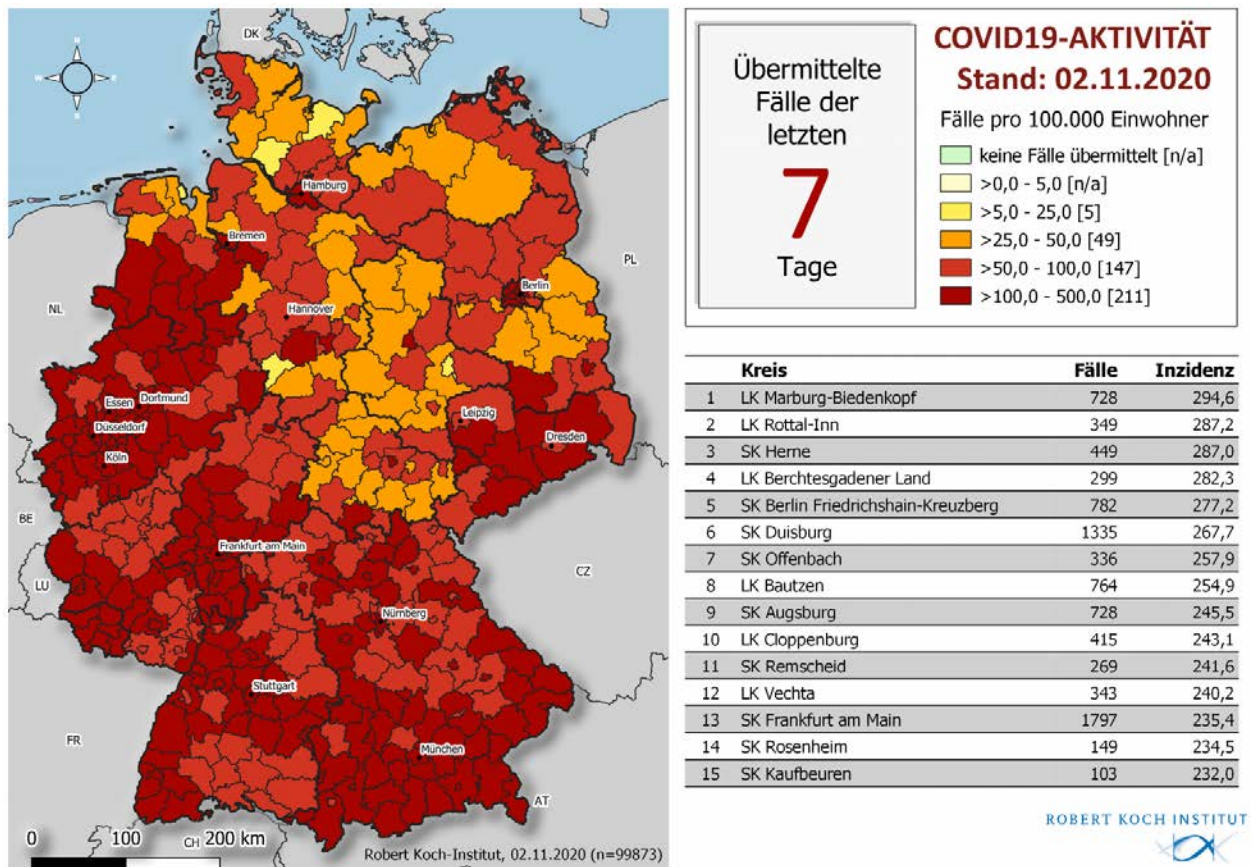 DK
N
W
E
S
Hamburg
Bremen
PL
Berlin
NL
Hannover
Essen
Dortmund
Düsseldorf
Leipzig
Köln
Dresden
BE
Frankfurt am Main
LU
CZ
Nürnberg
Stuttgart
FR
München
AT
CH
0 100 200 km
Robert Koch-Institut, 02.11.2020 (n=99873)
Übermittelte
Fälle der
letzten
7
Tage
COVID19-AKTIVITÄT
Stand: 02.11.2020
Fälle pro 100.000 Einwohner
keine Fälle übermittelt [n/a]
>0,0 - 5,0 [n/a]
>5,0 - 25,0 [5]
>25,0 - 50,0 [49]
>50,0 - 100,0 [147]
>100,0 - 500,0 [211]
Kreis Fälle Inzidenz
1 LK Marburg-Biedenkopf 728 294,6
2 LK Rottal-Inn 349 287,2
3 SK Herne 449 287,0
4 LK Berchtesgadener Land 299 282,3
5 SK Berlin Friedrichshain-Kreuzberg 782 277,2
6 SK Duisburg 1335 267,7
7 SK Offenbach 336 257,9
8 LK Bautzen 764 254,9
9 SK Augsburg 728 245,5
10 LK Cloppenburg 415 243,1
11 SK Remscheid 269 241,6
12 LK Vechta 343 240,2
13 SK Frankfurt am Main 1797 235,4
14 SK Rosenheim 149 234,5
15 SK Kaufbeuren 103 232,0
ROBERT KOCH INSTITUT